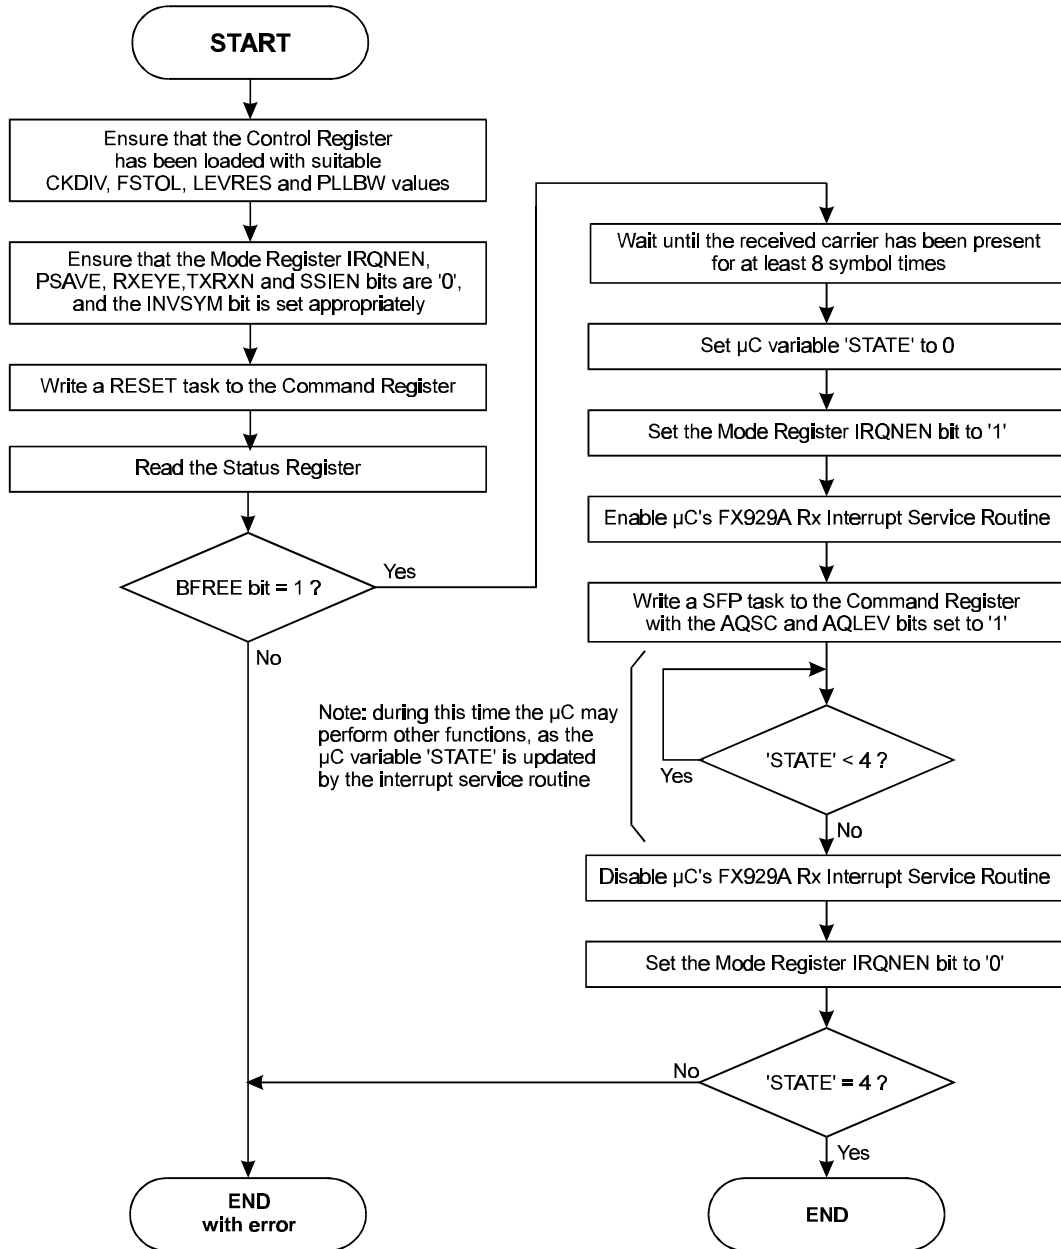 START
Ensure that the Control Register
has been loaded with suitable
CKDIV, FSTOL, LEVRES and PLLBW values
Ensure that the Mode Register IRQNEN,
PSAVE, RXEYE,TXRXN and SSIEN bits are '0',
and the INVSYM bit is set appropriately
Write a RESET task to the Command Register
Read the Status Register
BFREE bit = 1 ?
Yes
No
Wait until the received carrier has been present
for at least 8 symbol times
Set µC variable 'STATE' to 0
Set the Mode Register IRQNEN bit to '1'
Enable µC's FX929A Rx Interrupt Service Routine
Write a SFP task to the Command Register
with the AQSC and AQLEV bits set to '1'
Note: during this time the µC may
perform other functions, as the
µC variable 'STATE' is updated
by the interrupt service routine
'STATE' < 4 ?
Yes
No
Disable µC's FX929A Rx Interrupt Service Routine
Set the Mode Register IRQNEN bit to '0'
'STATE' = 4 ?
No
Yes
END
with error
END